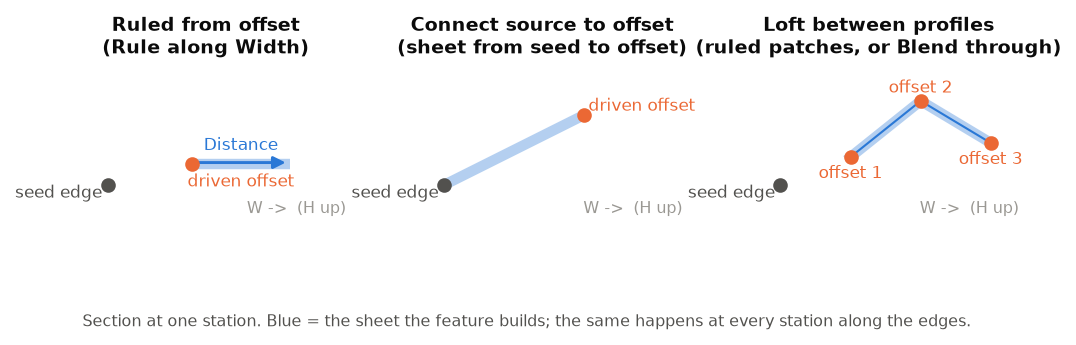 Ruled from offset
(Rule along Width)
Distance
driven offset
seed edge
W -> (H up)
Connect source to offset
(sheet from seed to offset)
driven offset
seed edge
W -> (H up)
Loft between profiles
(ruled patches, or Blend through)
offset 2
offset 1
offset 3
seed edge
W -> (H up)
Section at one station. Blue = the sheet the feature builds; the same happens at every station along the edges.